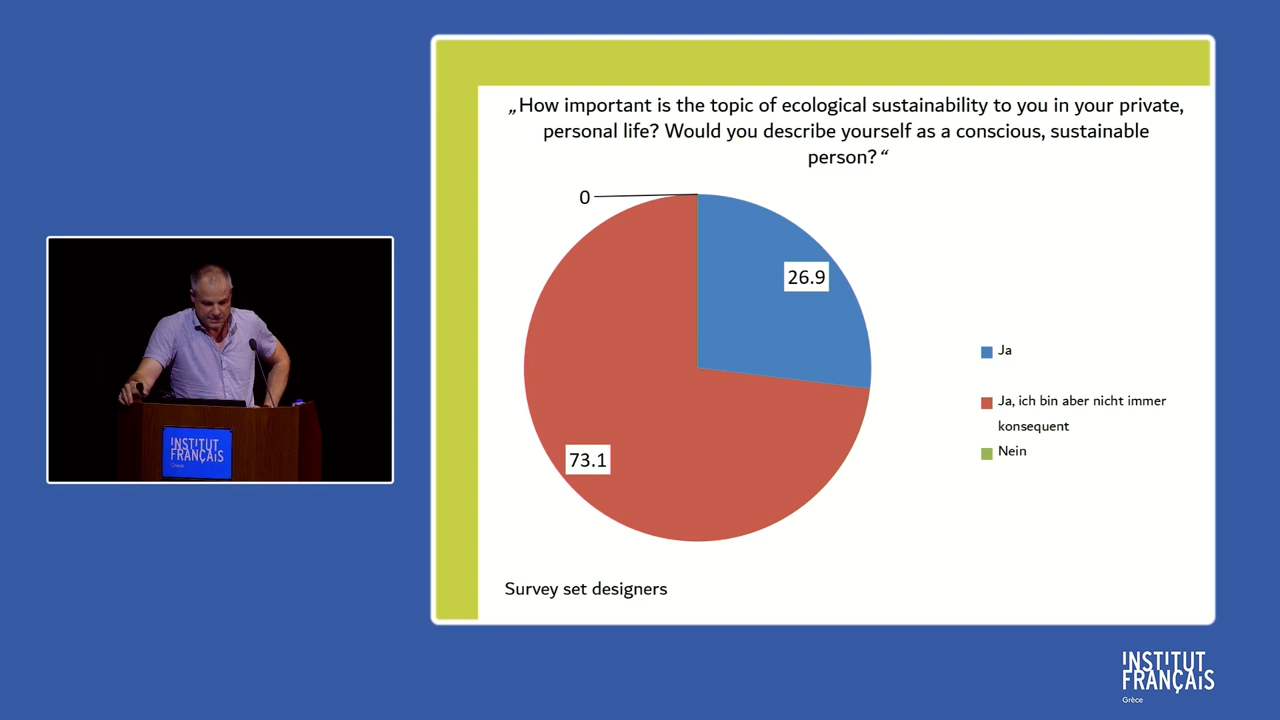 „How important is the topic of ecological sustainability to you in your private,
personal life? Would you describe yourself as a conscious, sustainable
person?“
0
26.9
73.1
Ja
Ja, ich bin aber nicht immer
konsequent
Nein
Survey set designers
INSTITUT
FRANÇAIS
Grèce
INSTITUT
FRANÇAIS
Grèce